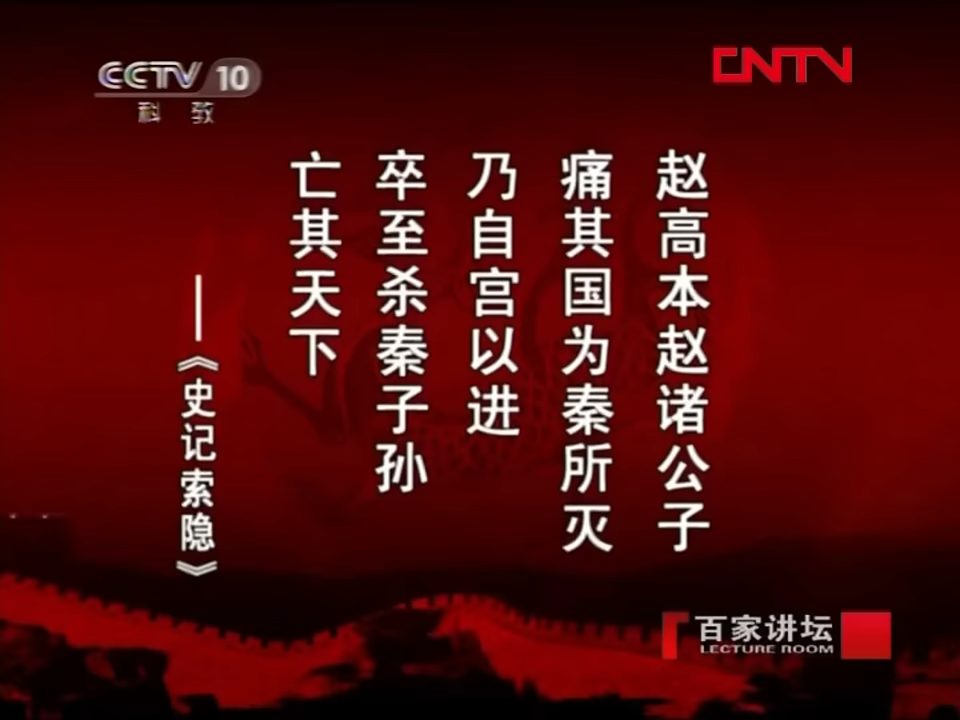 CCTV 10
科教
CNTV
赵高本赵诸公子
痛其国为秦所灭
乃自宫以进
卒至杀秦子孙
亡其天下
——《史记索隐》
百家讲坛
LECTURE ROOM